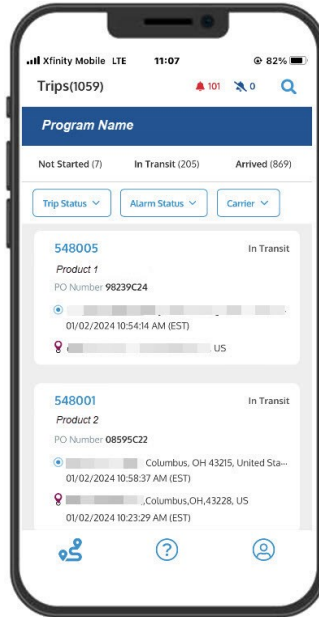 Xfinity Mobile LTE 11:07 82%
Trips(1059) 101 0
Program Name
Not Started (7) In Transit (205) Arrived (869)
Trip Status Alarm Status Carrier
548005 In Transit
Product 1
PO Number 98239C24
01/02/2024 10:54:14 AM (EST)
US
548001 In Transit
Product 2
PO Number 08595C22
Columbus, OH 43215, United Sta...
01/02/2024 10:58:37 AM (EST)
,Columbus,OH,43228, US
01/02/2024 10:23:29 AM (EST)
?